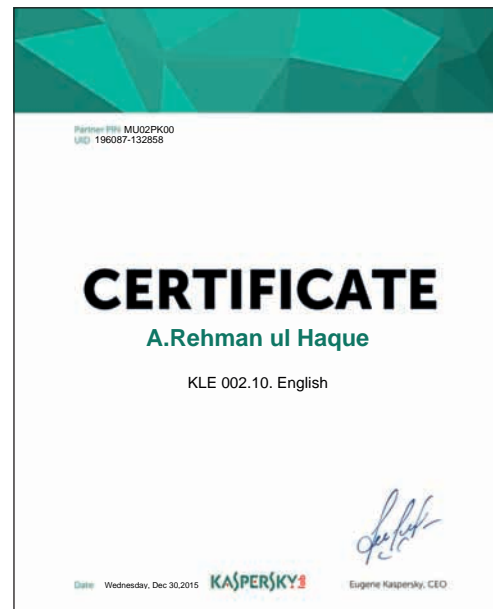 Partner PIN: MU02PK00
UID: 196087-132858
CERTIFICATE
A.Rehman ul Haque
KLE 002.10. English
Date: Wednesday, Dec 30,2015 KASPERSKY lab Eugene Kaspersky, CEO